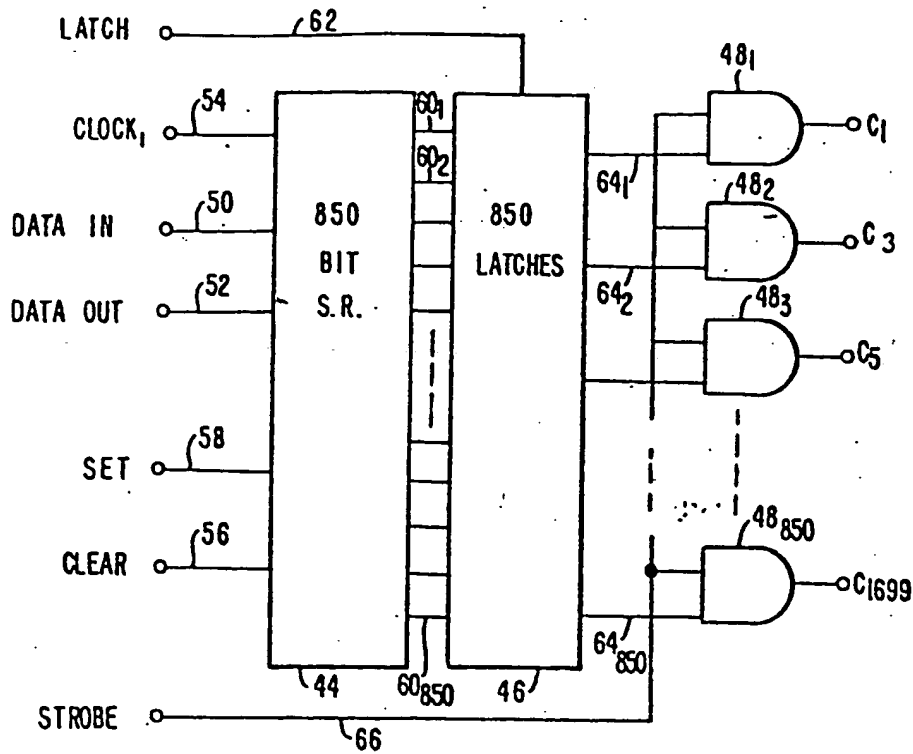 LATCH
62
48₁
CLOCK₁
54
60₁
C₁
64₁
60₂
48₂
DATA IN
50
850
BIT
S.R.
850
LATCHES
C₃
64₂
DATA OUT
52
48₃
C₅
SET
58
CLEAR
56
48₈₅₀
C₁₆₉₉
64₈₅₀
44
60₈₅₀
46
STROBE
66